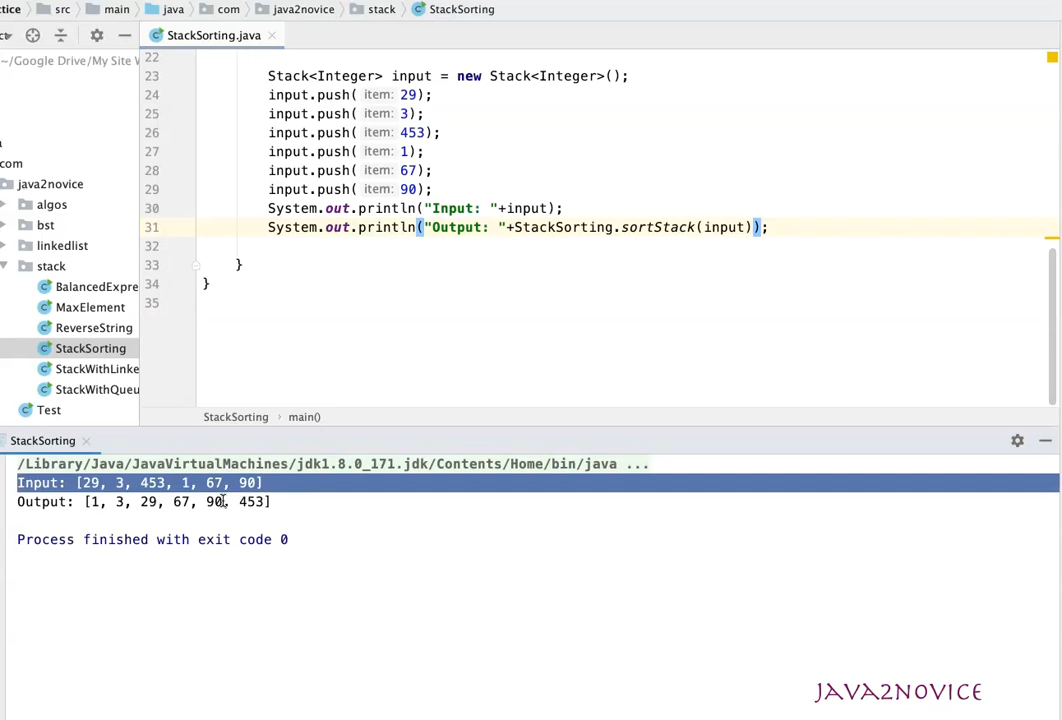 ctice src main java com java2novice stack StackSorting
StackSorting.java
~/Google Drive/My Site
com
java2novice
algos
bst
linkedlist
stack
BalancedExpre
MaxElement
ReverseString
StackSorting
StackWithLinke
StackWithQueu
Test
22
23 Stack<Integer> input = new Stack<Integer>();
24 input.push( item: 29);
25 input.push( item: 3);
26 input.push( item: 453);
27 input.push( item: 1);
28 input.push( item: 67);
29 input.push( item: 90);
30 System.out.println("Input: "+input);
31 System.out.println("Output: "+StackSorting.sortStack(input));
32
33 }
34 }
35
StackSorting › main()
StackSorting
/Library/Java/JavaVirtualMachines/jdk1.8.0_171.jdk/Contents/Home/bin/java ...
Input: [29, 3, 453, 1, 67, 90]
Output: [1, 3, 29, 67, 90, 453]
Process finished with exit code 0
JAVA2NOVICE